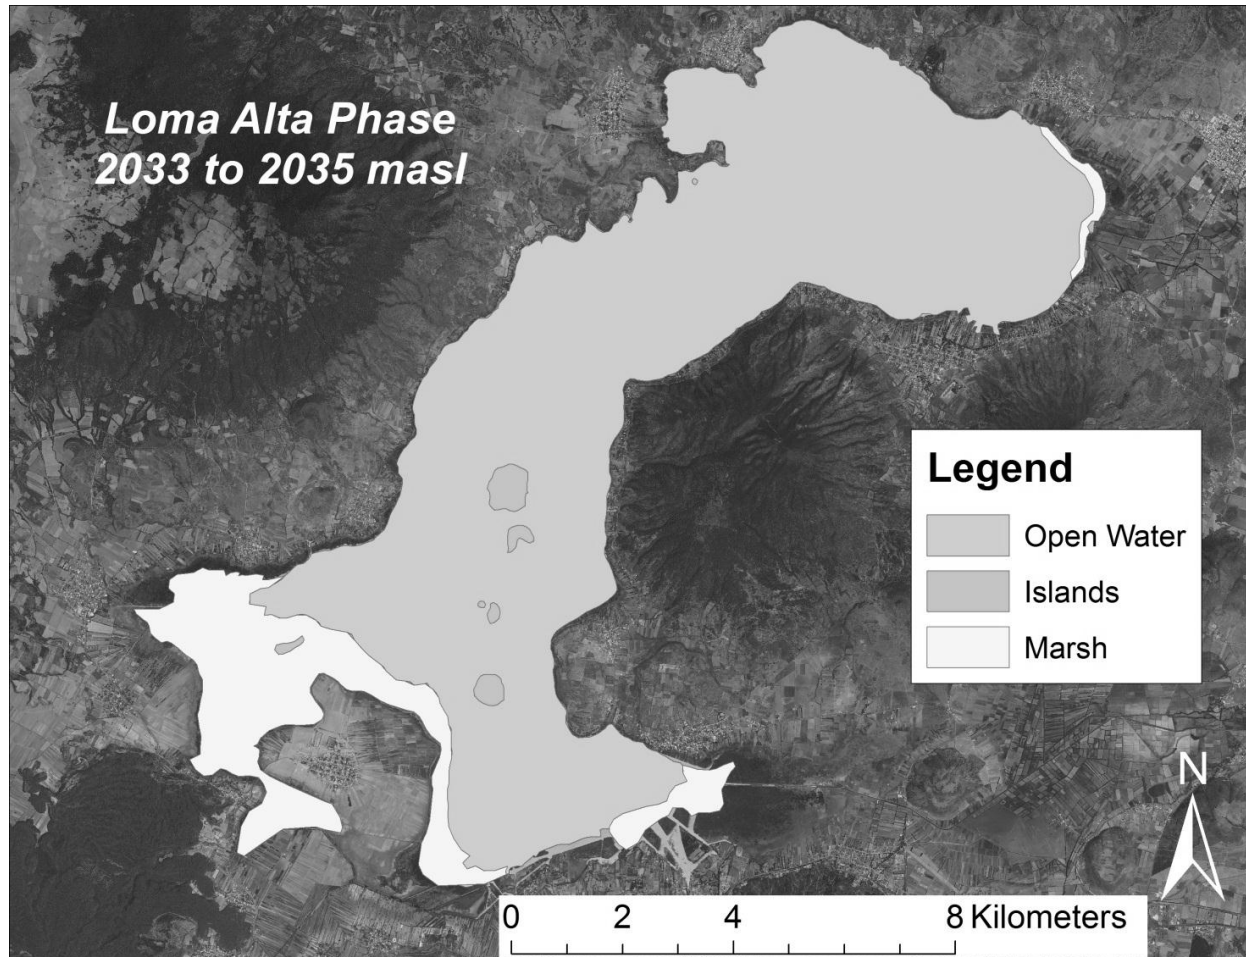 Loma Alta Phase
2033 to 2035 masl
Legend
Open Water
Islands
Marsh
N
0 2 4 8 Kilometers